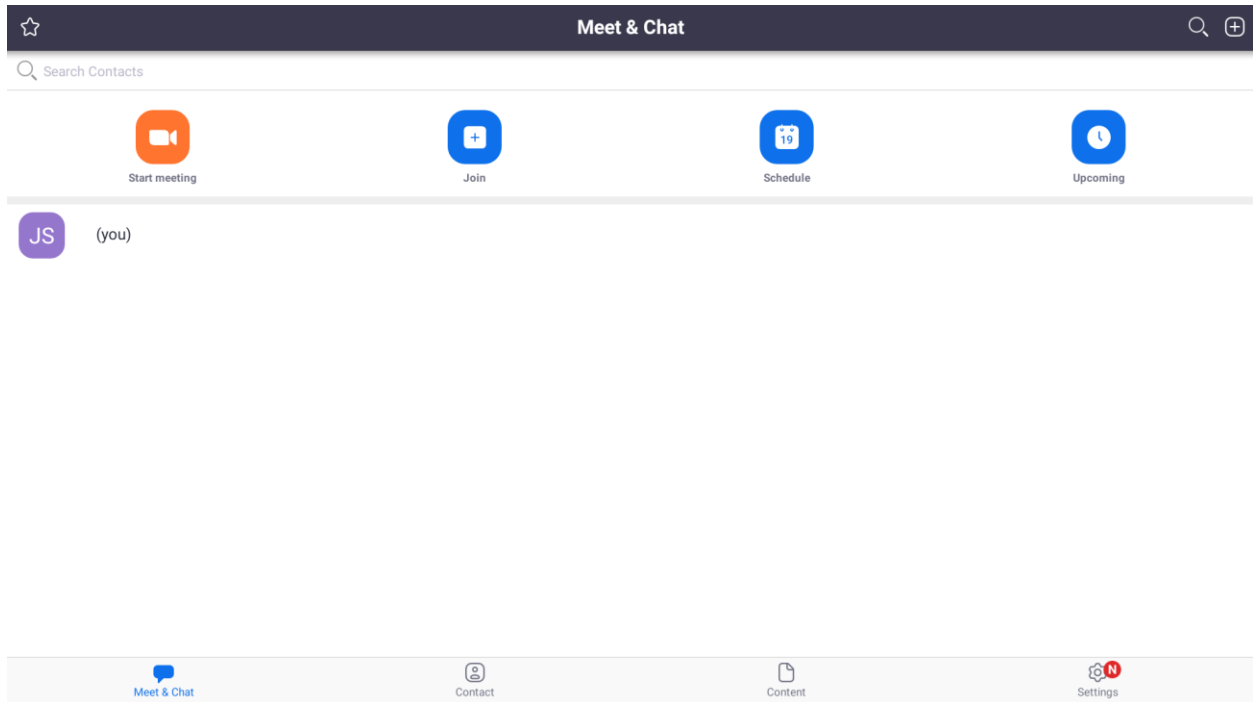 Meet & Chat
Search Contacts
19
Start meeting
Join
Schedule
Upcoming
JS
(you)
N
Meet & Chat
Contact
Content
Settings